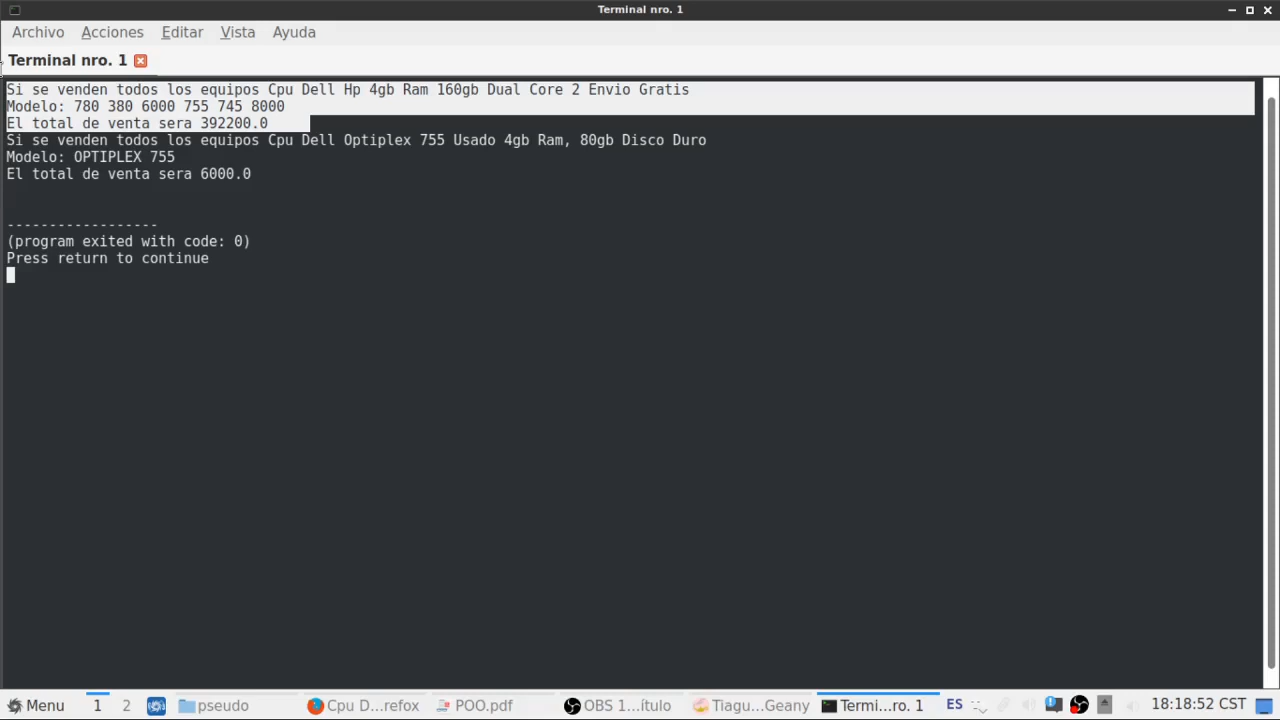 Terminal nro. 1
Archivo Acciones Editar Vista Ayuda
Terminal nro. 1
Si se venden todos los equipos Cpu Dell Hp 4gb Ram 160gb Dual Core 2 Envio Gratis
Modelo: 780 380 6000 755 745 8000
El total de venta sera 392200.0
Si se venden todos los equipos Cpu Dell Optiplex 755 Usado 4gb Ram, 80gb Disco Duro
Modelo: OPTIPLEX 755
El total de venta sera 6000.0
------------------
(program exited with code: 0)
Press return to continue
Menu 1 2 pseudo Cpu D...refox POO.pdf OBS 1...ítulo Tiagu...Geany Termi...ro. 1 ES 18:18:52 CST